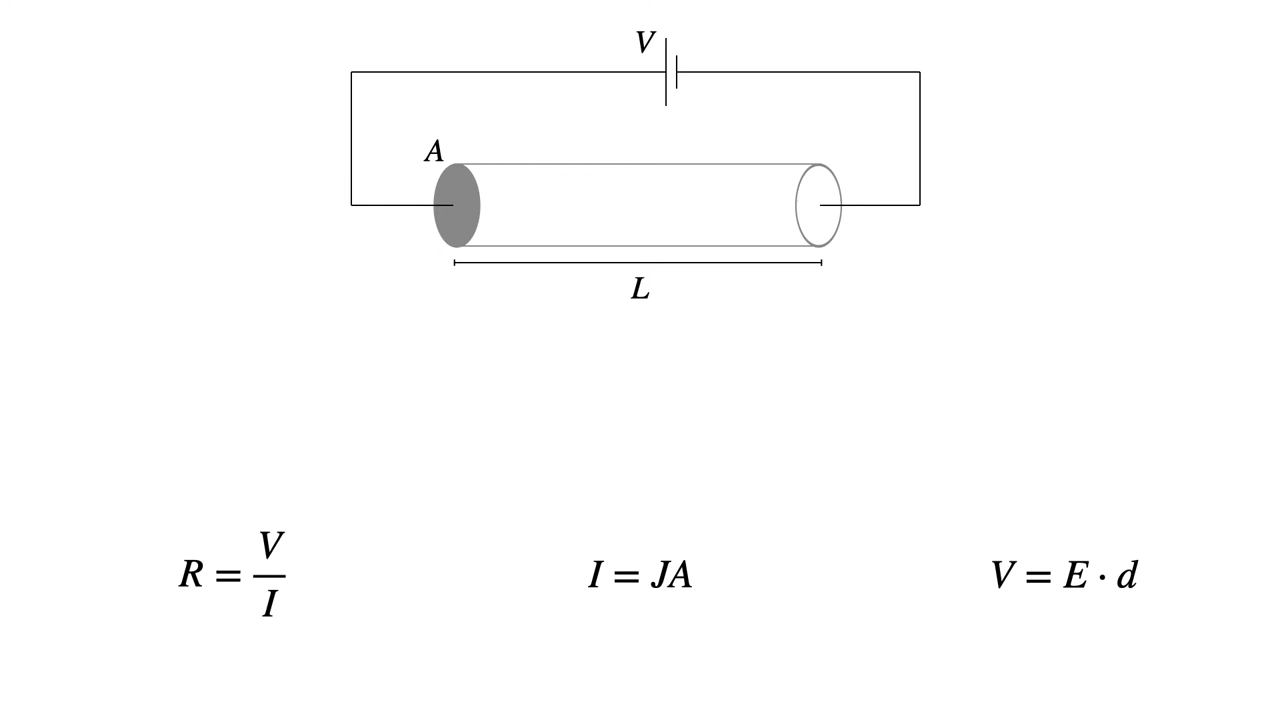 V
A
L
R = V/I
I = JA
V = E · d